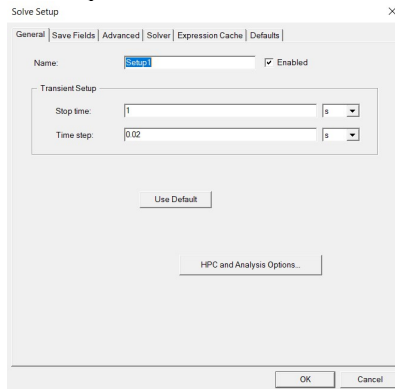 Solve Setup
General Save Fields Advanced Solver Expression Cache Defaults
Name: Setup1 Enabled
Transient Setup
Stop time: 1 s
Time step: 0.02 s
Use Default
HPC and Analysis Options...
OK Cancel